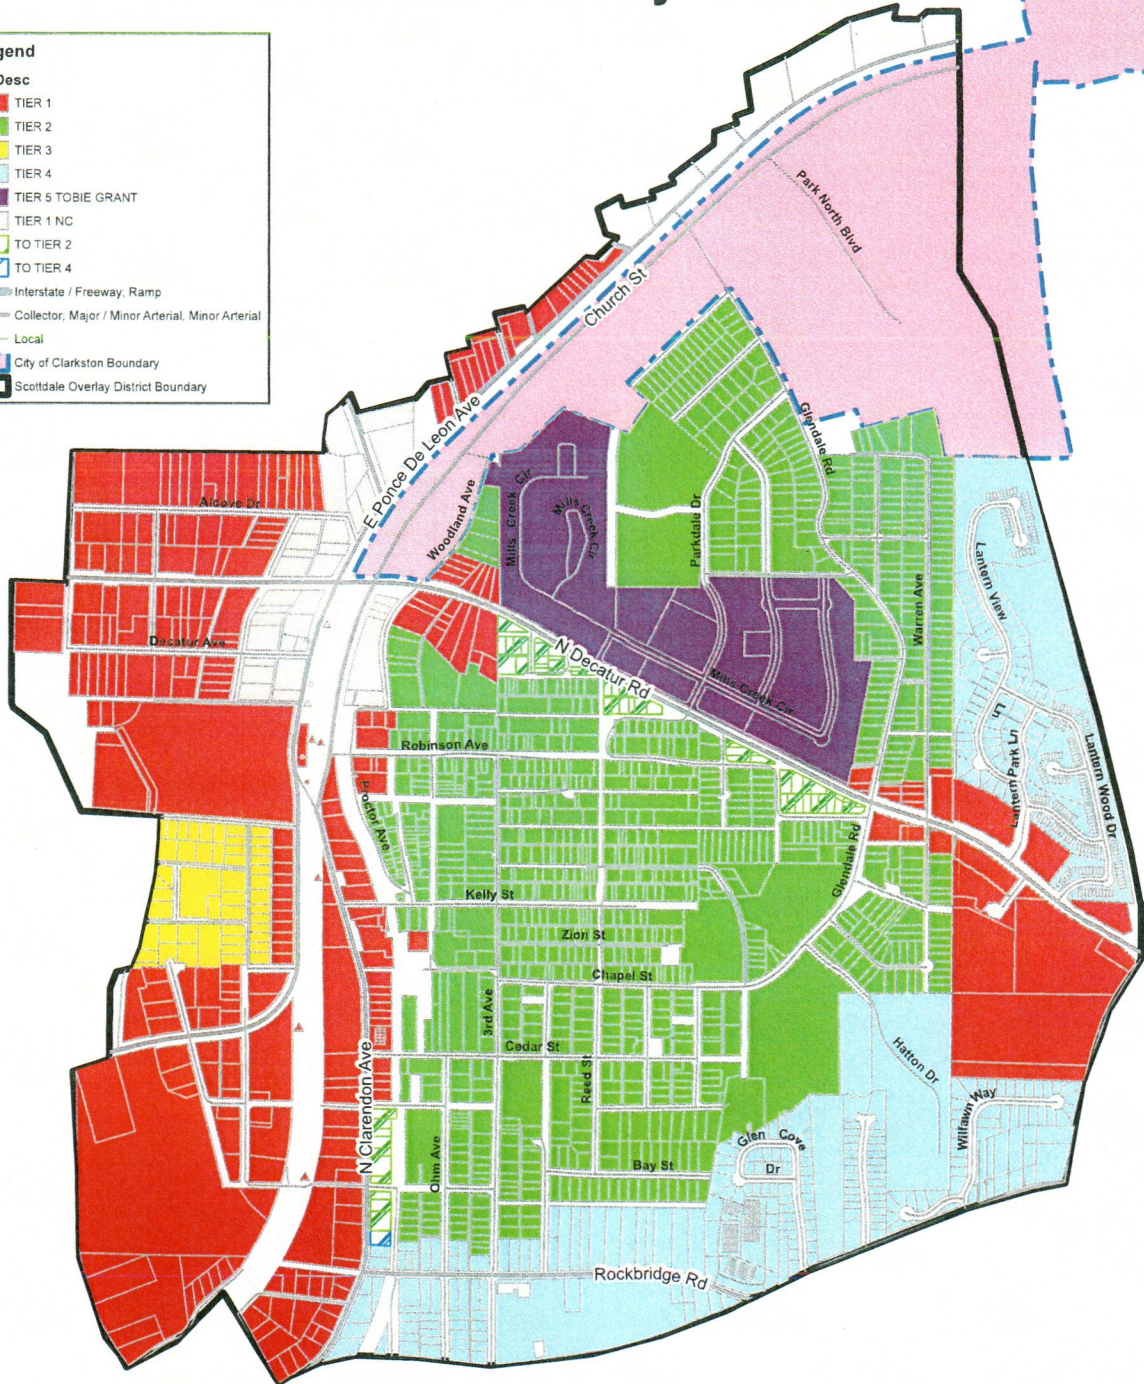 gend
Desc
TIER 1
TIER 2
TIER 3
TIER 4
TIER 5 TOBIE GRANT
TIER 1 NC
TO TIER 2
TO TIER 4
Interstate / Freeway; Ramp
Collector; Major / Minor Arterial, Minor Arterial
Local
City of Clarkston Boundary
Scottdale Overlay District Boundary
Park North Blvd
Church St
E Ponce De Leon Ave
Glendale Rd
Alcove Dr
Woodland Ave
Mills Creek Cir
Mills Creek Cir
Parkdale Dr
Warren Ave
Lantern View
Decatur Ave
N Decatur Rd
Mills Creek Cir
Ln
Lantern Park Ln
Lantern Wood Dr
Robinson Ave
Proctor Ave
Glendale Rd
Kelly St
Zion St
Chapel St
3rd Ave
Cedar St
Reed St
Hatton Dr
N Clarendon Ave
Wilfawn Way
Glen Cove
Dr
Ohm Ave
Bay St
Rockbridge Rd